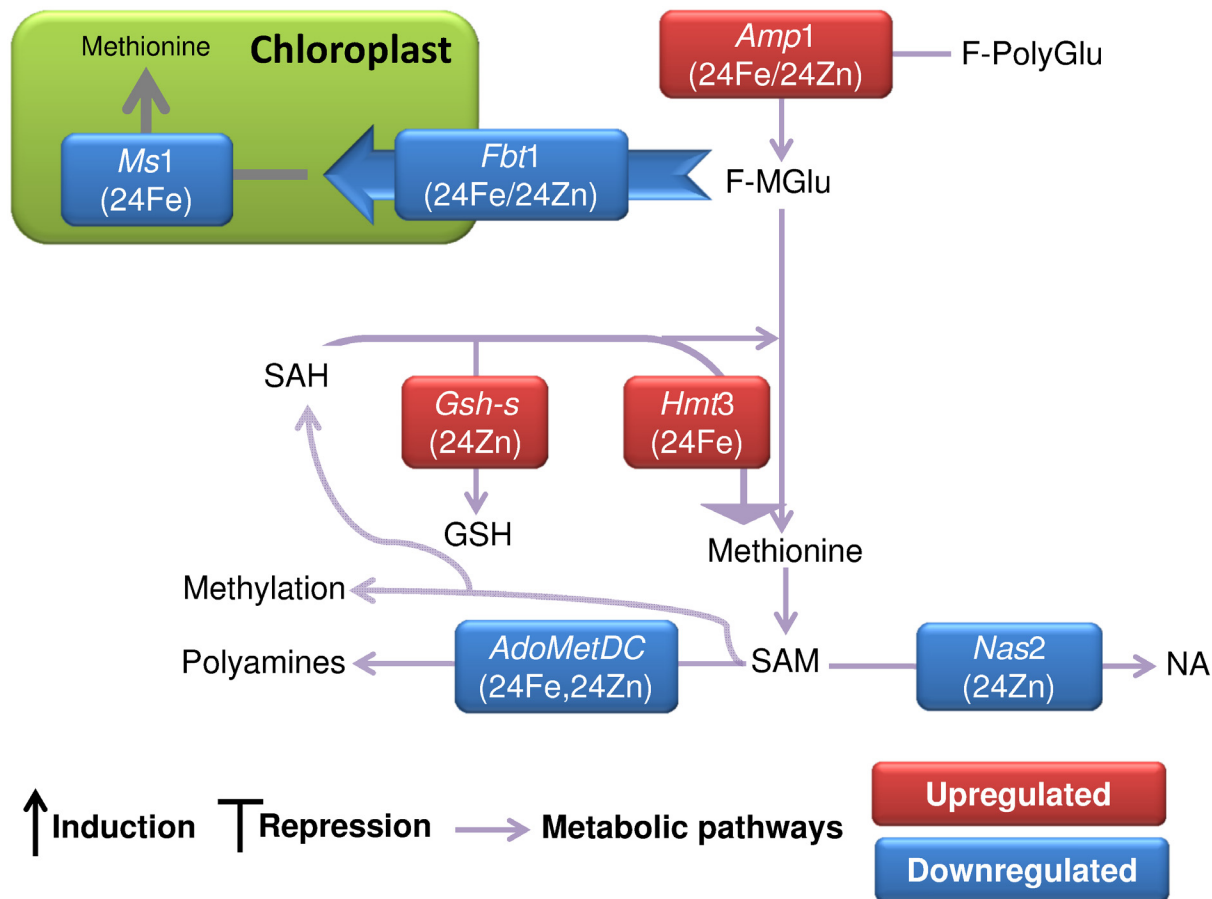 Methionine
Chloroplast
Amp1
(24Fe/24Zn)
F-PolyGlu
Ms1
(24Fe)
Fbt1
(24Fe/24Zn)
F-MGlu
SAH
Gsh-s
(24Zn)
Hmt3
(24Fe)
GSH
Methionine
Methylation
Polyamines
AdoMetDC
(24Fe,24Zn)
SAM
Nas2
(24Zn)
NA
Induction
Repression
Metabolic pathways
Upregulated
Downregulated